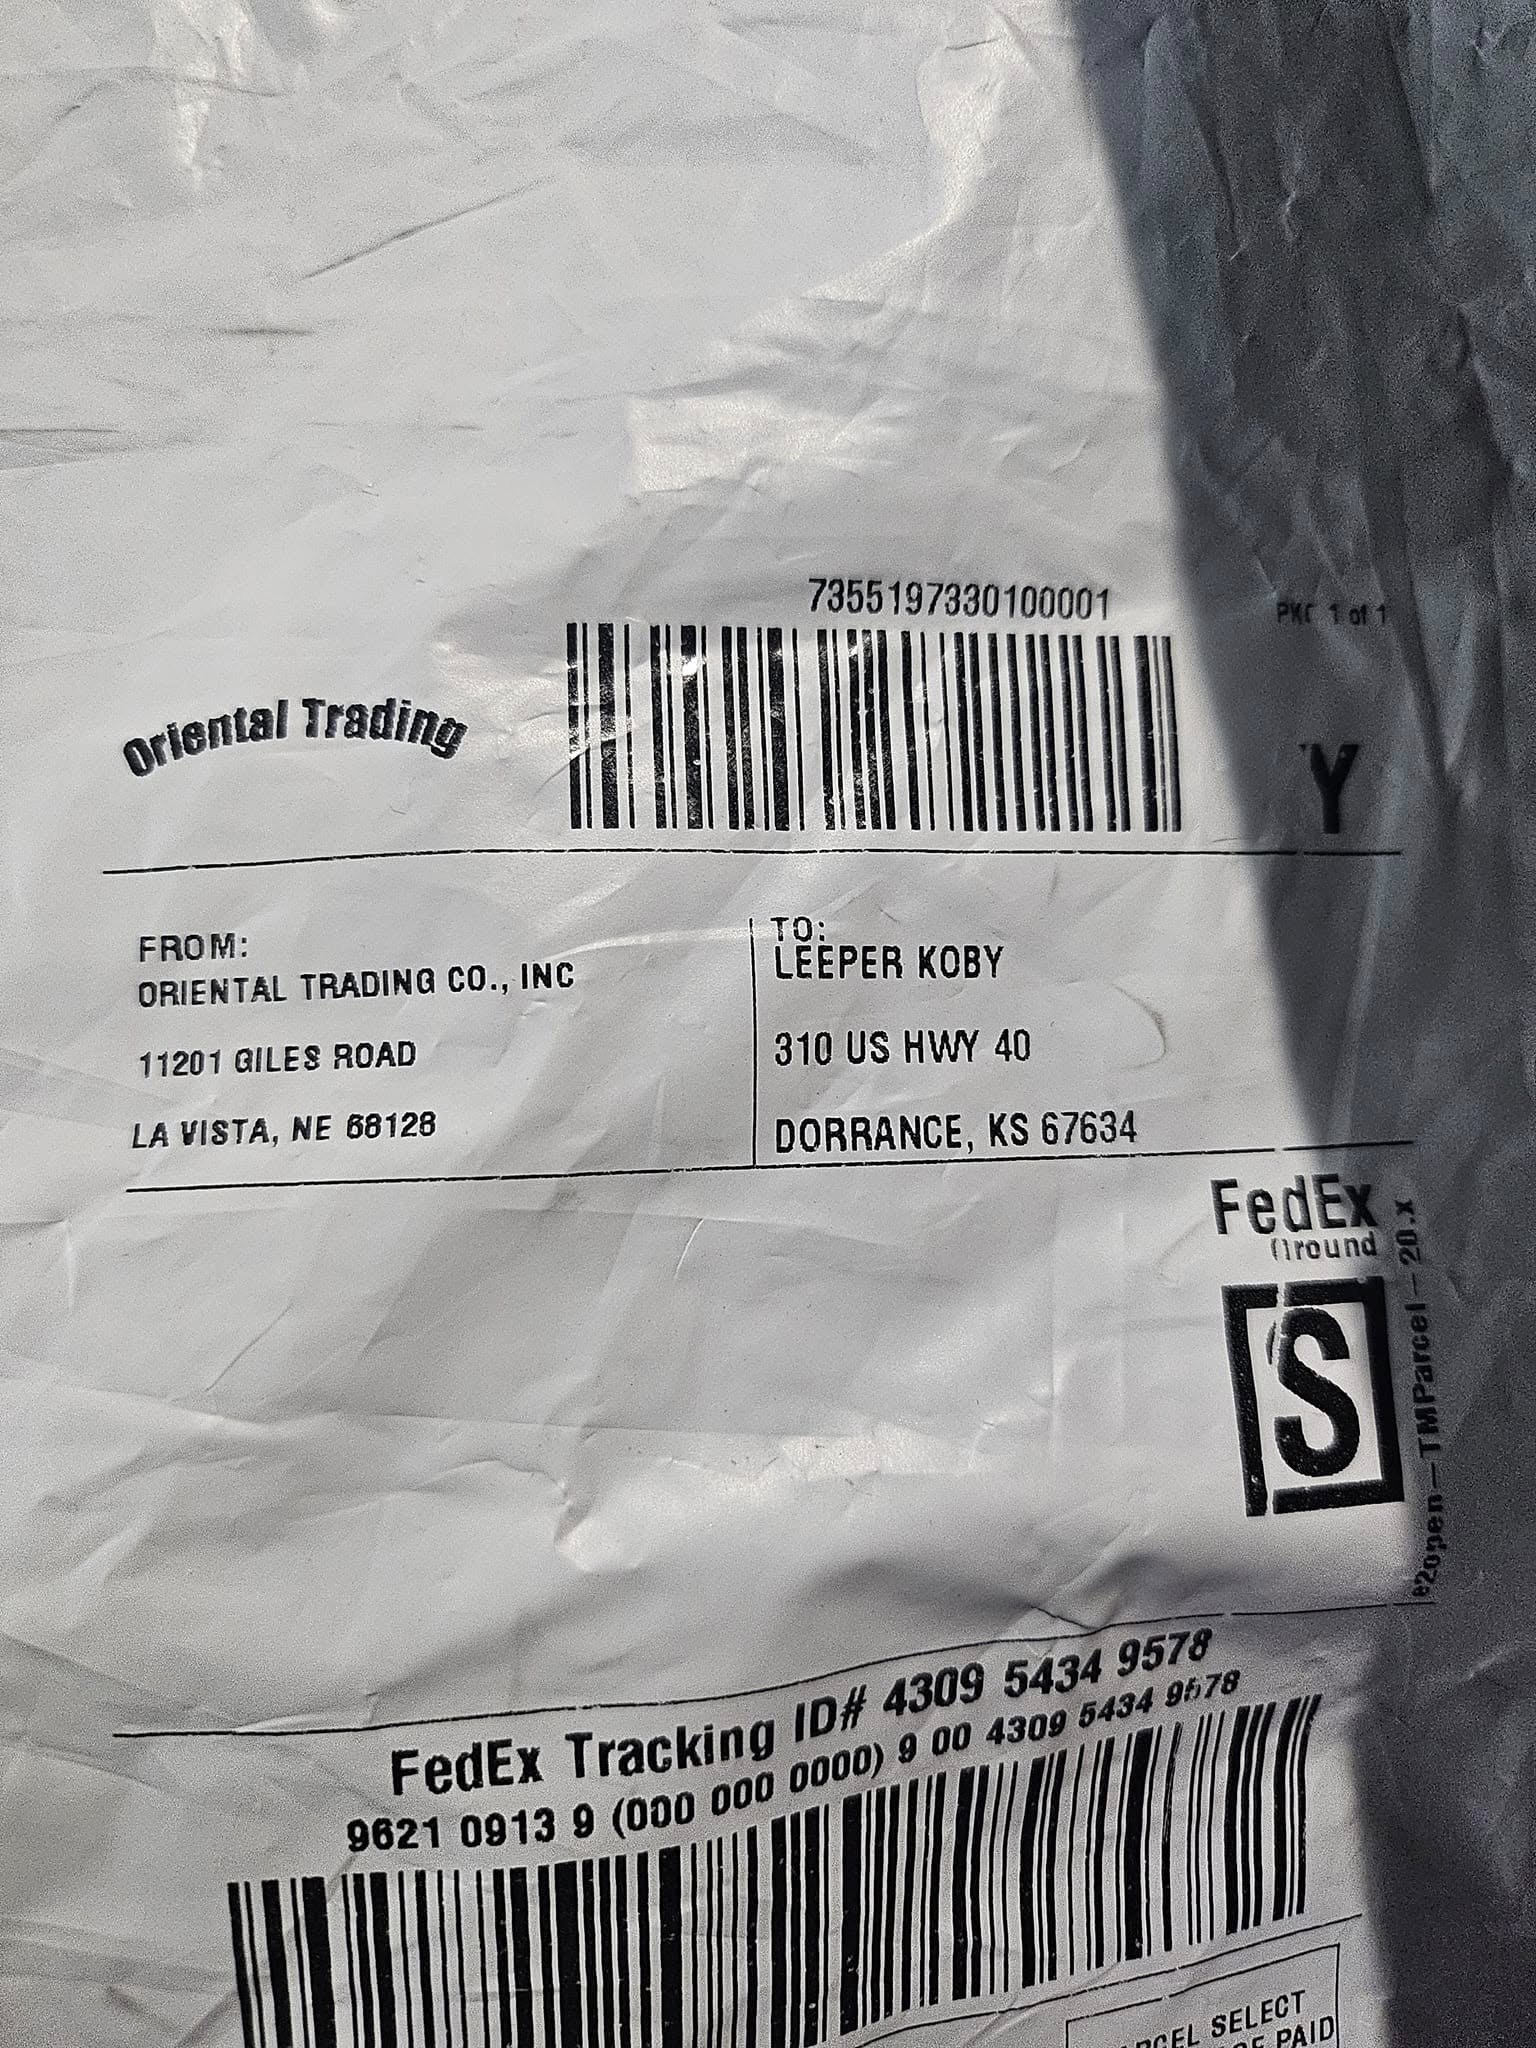 7355197330100001
PKG 1 of 1
Oriental Trading
Y
FROM:
ORIENTAL TRADING CO., INC
11201 GILES ROAD
LA VISTA, NE 68128
TO:
LEEPER KOBY
310 US HWY 40
DORRANCE, KS 67634
FedEx
Ground
S
e2open-TMParcel-20.x
FedEx Tracking ID# 4309 5434 9578
9621 0913 9 (000 000 0000) 9 00 4309 5434 9578
SELECT
PAID